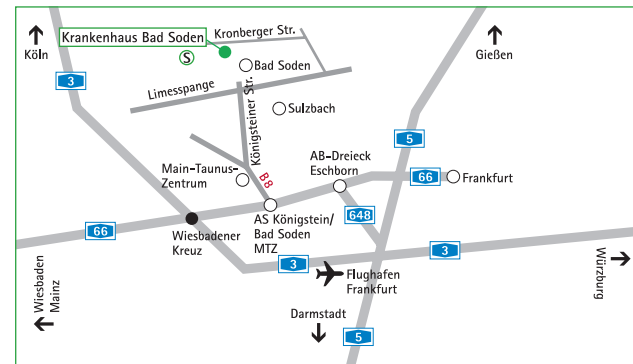 Köln
Krankenhaus Bad Soden
Kronberger Str.
Gießen
S
Bad Soden
3
Limesspange
Königsteiner Str.
Sulzbach
5
AB-Dreieck
Eschborn
Main-Taunus-
Zentrum
B8
66
Frankfurt
648
66
Wiesbadener
Kreuz
AS Königstein/
Bad Soden
MTZ
3
3
Wiesbaden
Mainz
Flughafen
Frankfurt
Würzburg
Darmstadt
5